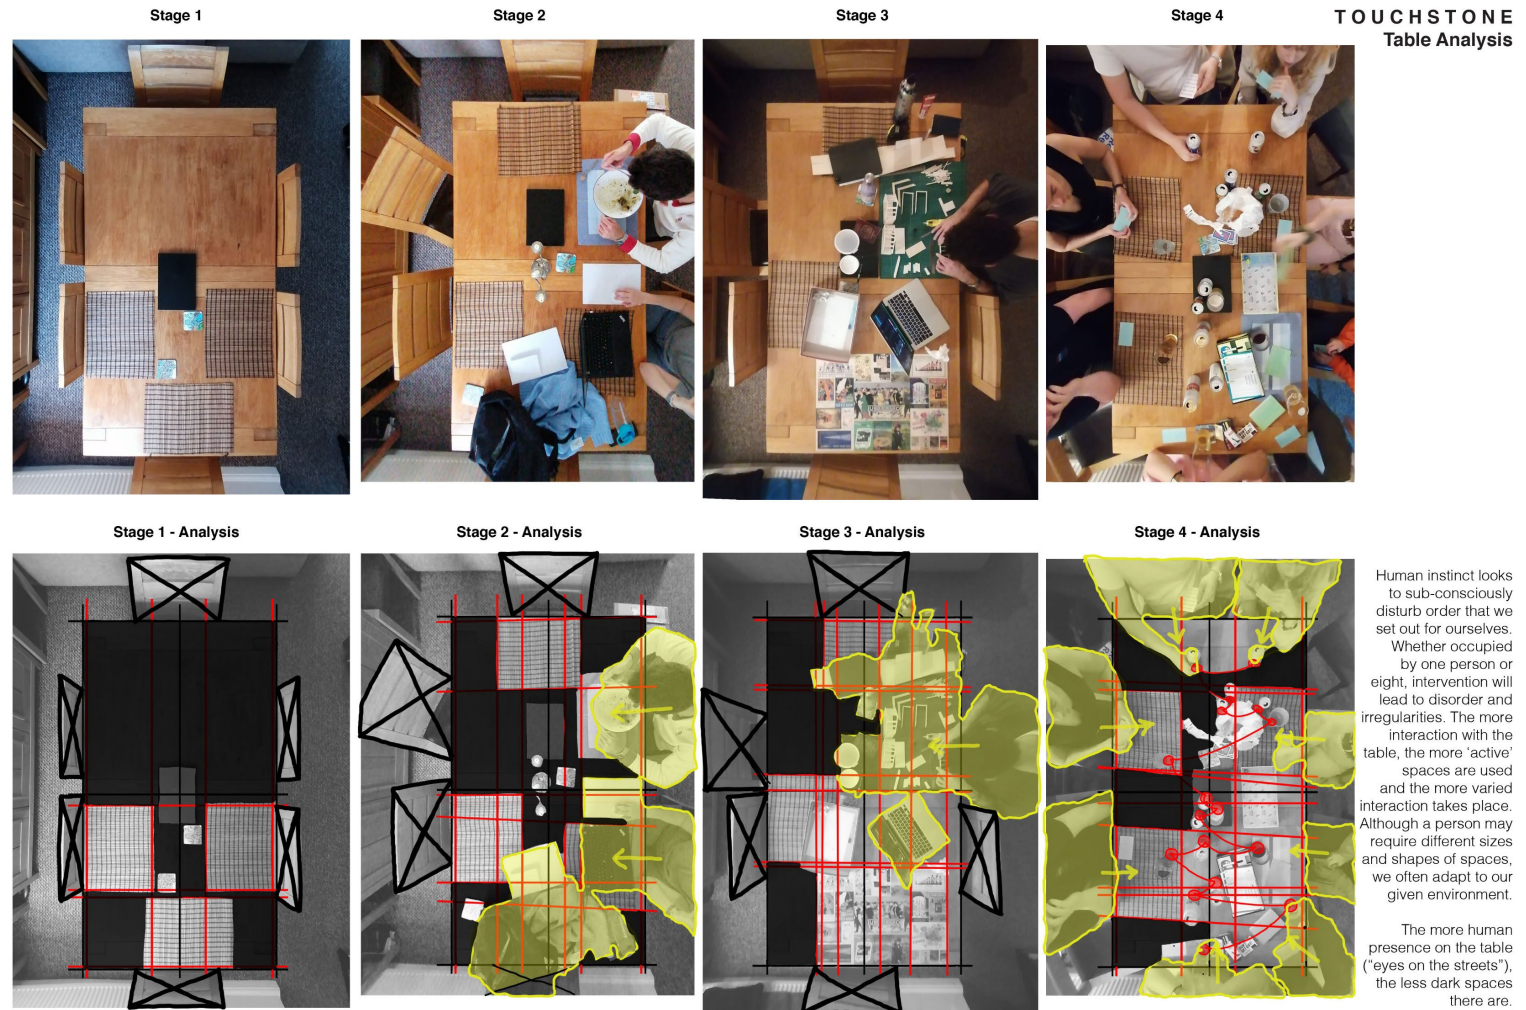 Stage 1
Stage 2
Stage 3
Stage 4
TOUCHSTONE
Table Analysis
Stage 1 - Analysis
Stage 2 - Analysis
Stage 3 - Analysis
Stage 4 - Analysis
Human instinct looks
to sub-consciously
disturb order that we
set out for ourselves.
Whether occupied
by one person or
eight, intervention will
lead to disorder and
irregularities. The more
interaction with the
table, the more ‘active’
spaces are used
and the more varied
interaction takes place.
Although a person may
require different sizes
and shapes of spaces,
we often adapt to our
given environment.
The more human
presence on the table
(“eyes on the streets”),
the less dark spaces
there are.